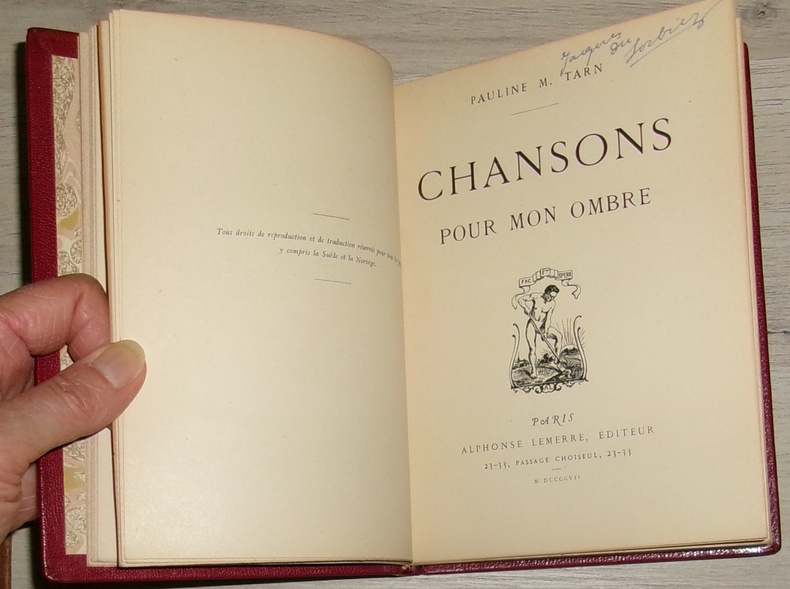 Tous droits de reproduction et de traduction réservés pour tous les
y compris la Suède et la Norvège.
Jacques
Du
Sorbier
PAULINE M. TARN
CHANSONS
POUR MON OMBRE
FAC ET SPERA
PARIS
ALPHONSE LEMERRE, ÉDITEUR
23-33, PASSAGE CHOISEUL, 23-33
M DCCCCVII